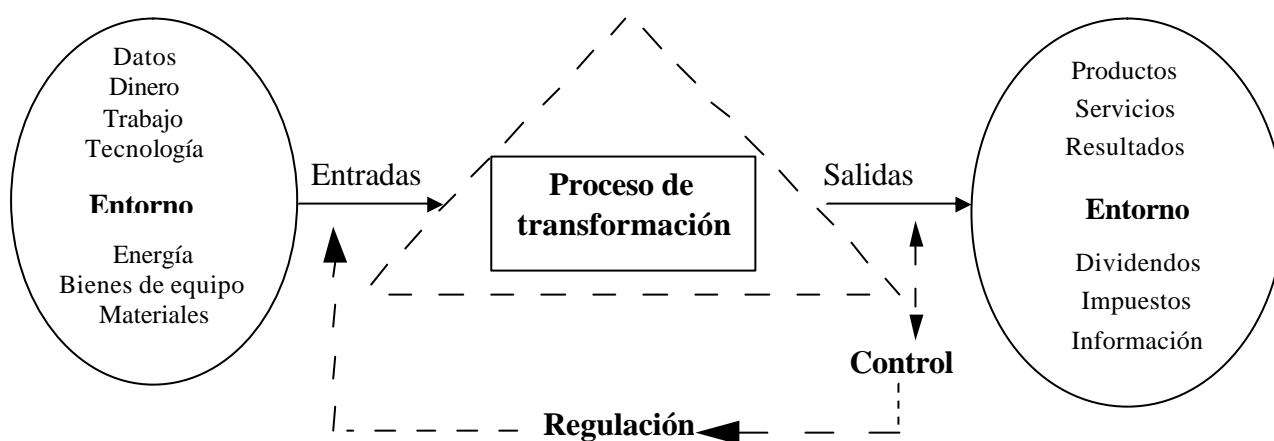 Datos
Dinero
Trabajo
Tecnología
Entorno
Energía
Bienes de equipo
Materiales
Entradas
Proceso de
transformación
Salidas
Productos
Servicios
Resultados
Entorno
Dividendos
Impuestos
Información
Control
Regulación